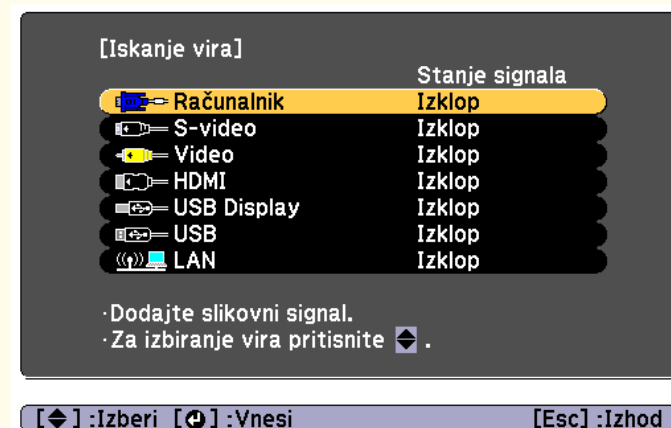 [Iskanje vira]
Stanje signala
Računalnik Izklop
S-video Izklop
Video Izklop
HDMI Izklop
USB Display Izklop
USB Izklop
LAN Izklop
·Dodajte slikovni signal.
·Za izbiranje vira pritisnite .
[ ] :Izberi [ ] :Vnesi [Esc] :Izhod